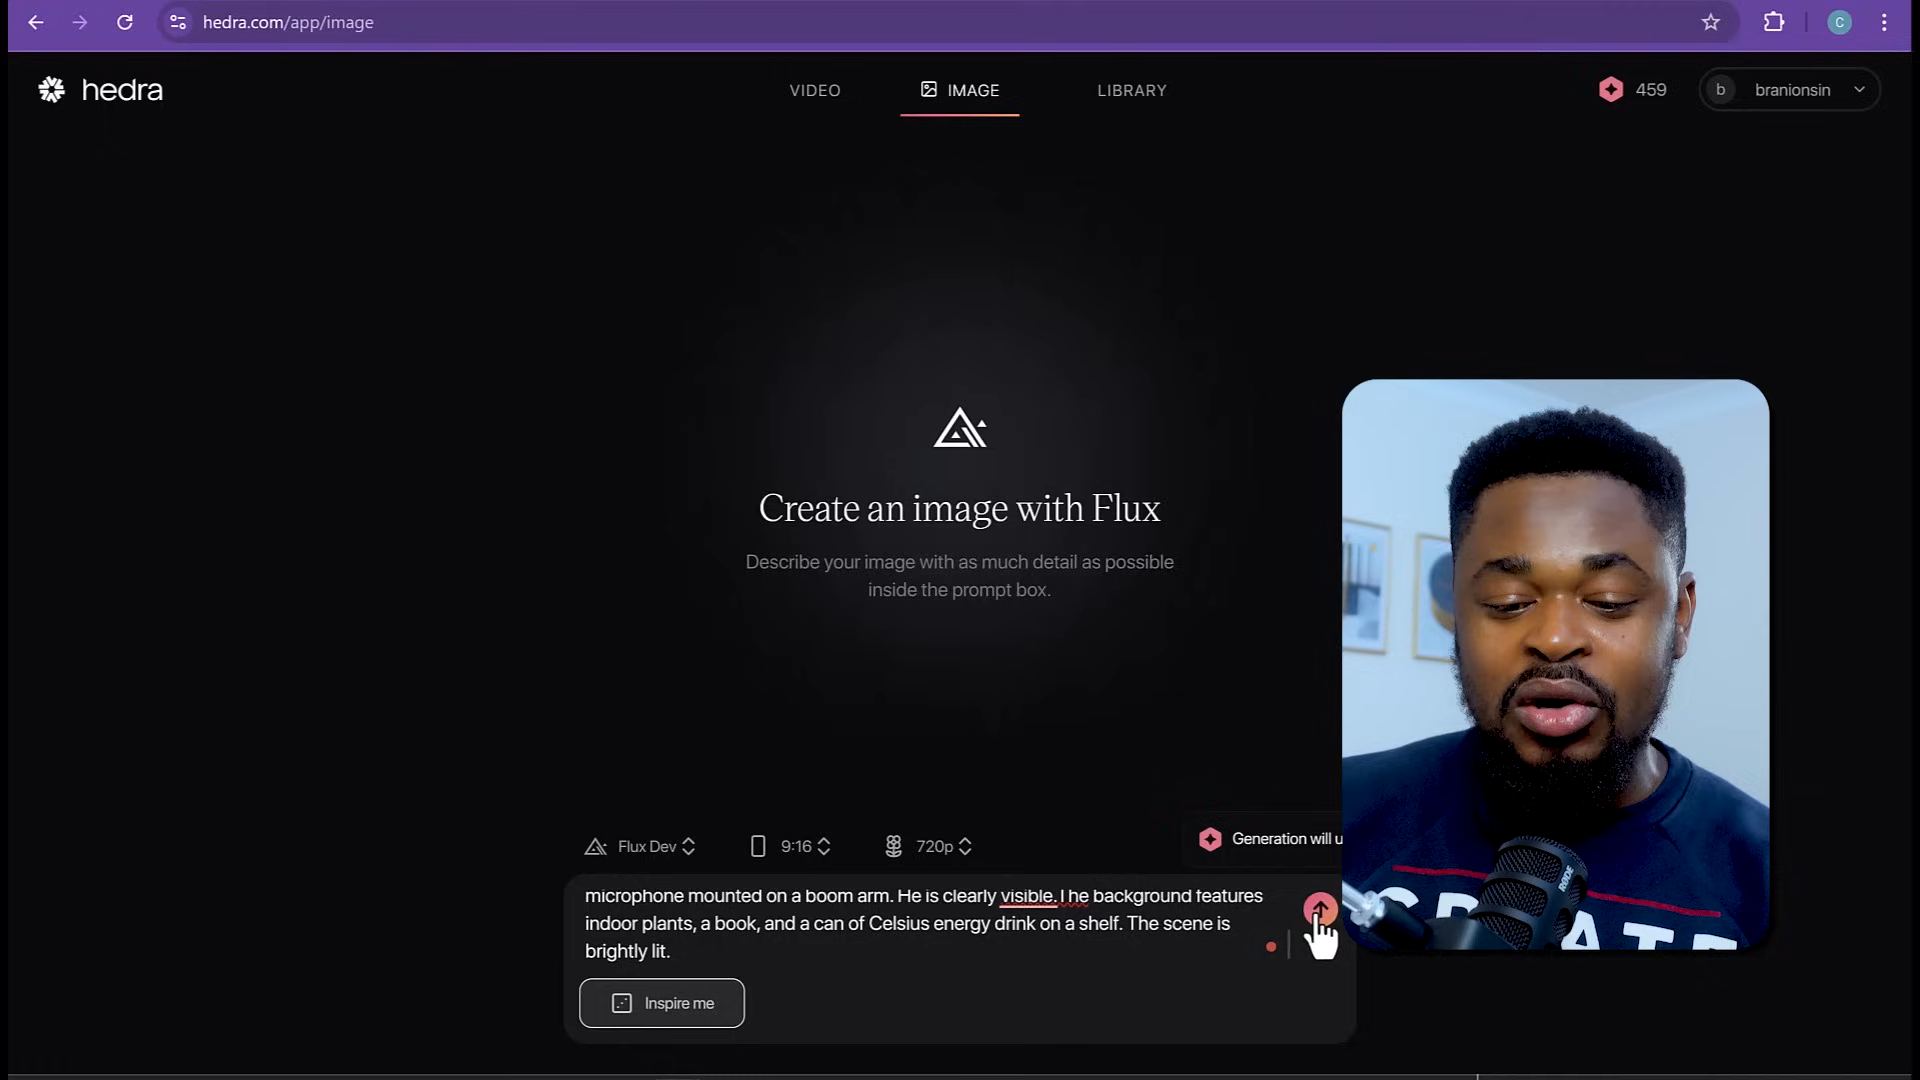 hedra.com/app/image
C
hedra
VIDEO
IMAGE
LIBRARY
459
b
branionsin
Create an image with Flux
Describe your image with as much detail as possible
inside the prompt box.
Flux Dev
9:16
720p
Generation will u
microphone mounted on a boom arm. He is clearly visible.The background features
indoor plants, a book, and a can of Celsius energy drink on a shelf. The scene is
brightly lit.
Inspire me
RØDE